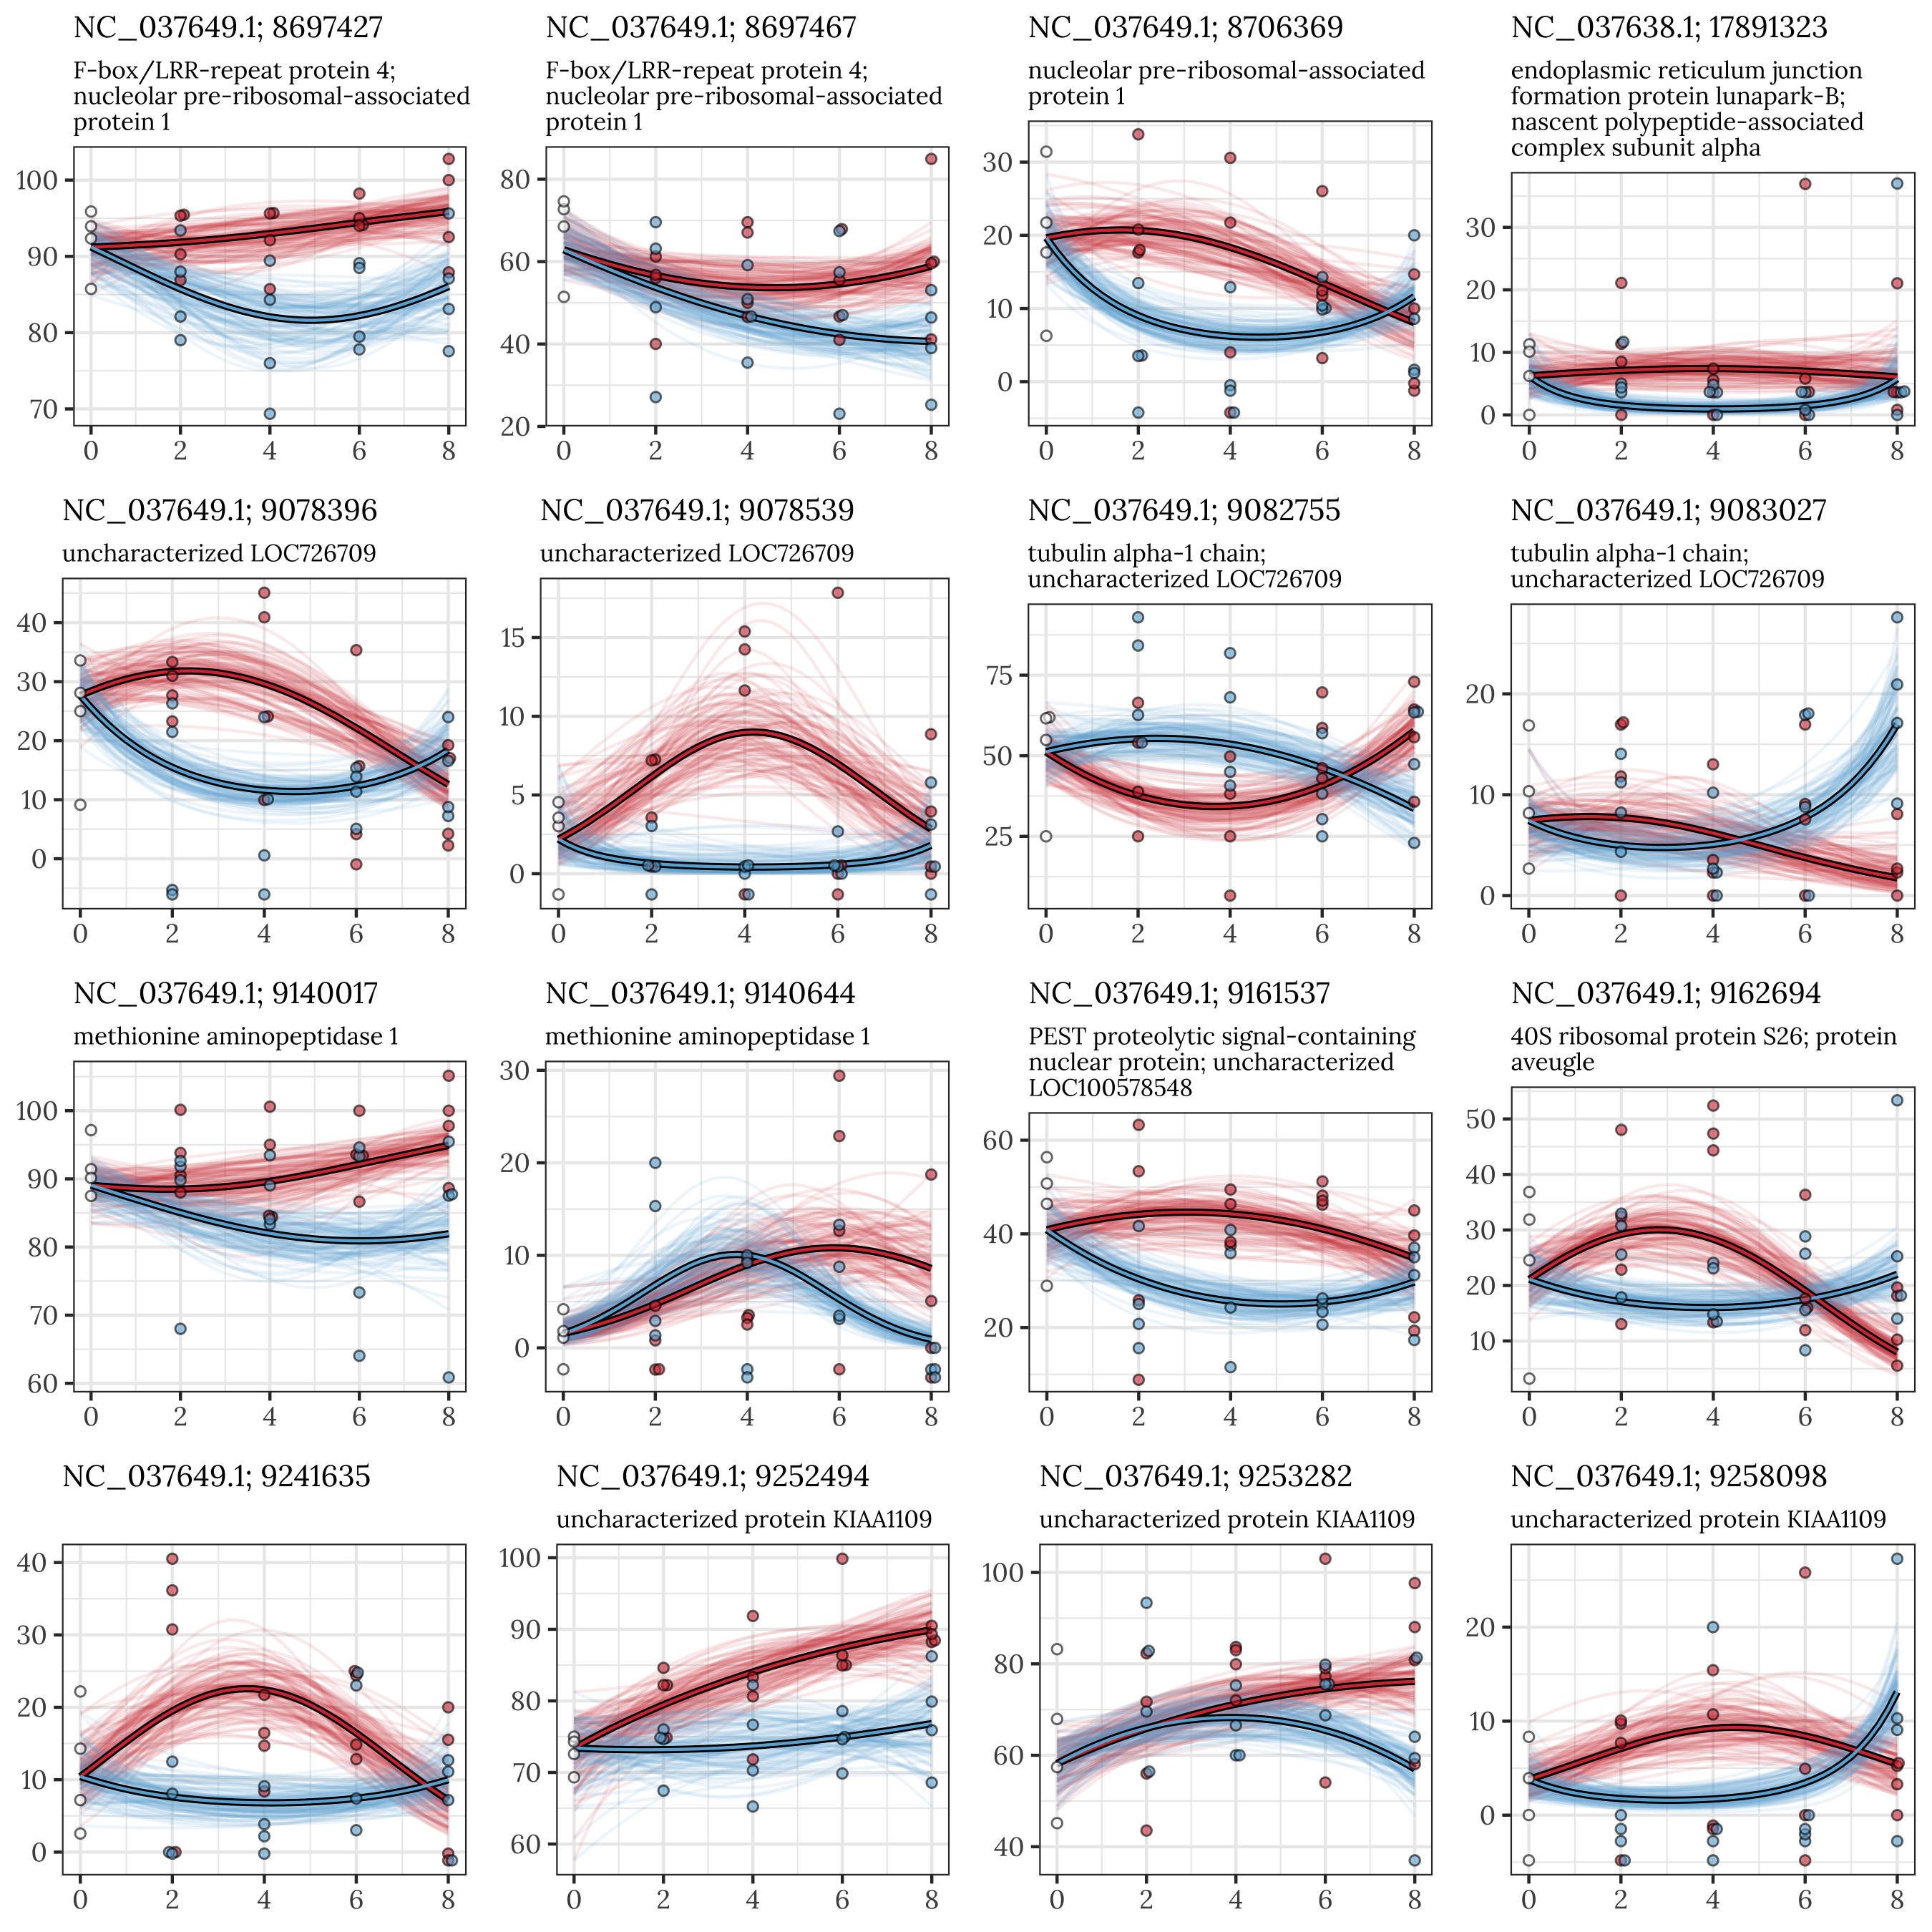 NC_037649.1; 8697427
F-box/LRR-repeat protein 4;
nucleolar pre-ribosomal-associated
protein 1
100
90
80
70
0 2 4 6 8
NC_037649.1; 8697467
F-box/LRR-repeat protein 4;
nucleolar pre-ribosomal-associated
protein 1
80
60
40
20
0 2 4 6 8
NC_037649.1; 8706369
nucleolar pre-ribosomal-associated
protein 1
30
20
10
0
0 2 4 6 8
NC_037638.1; 17891323
endoplasmic reticulum junction
formation protein lunapark-B;
nascent polypeptide-associated
complex subunit alpha
30
20
10
0
0 2 4 6 8
NC_037649.1; 9078396
uncharacterized LOC726709
40
30
20
10
0
0 2 4 6 8
NC_037649.1; 9078539
uncharacterized LOC726709
15
10
5
0
0 2 4 6 8
NC_037649.1; 9082755
tubulin alpha-1 chain;
uncharacterized LOC726709
75
50
25
0 2 4 6 8
NC_037649.1; 9083027
tubulin alpha-1 chain;
uncharacterized LOC726709
20
10
0
0 2 4 6 8
NC_037649.1; 9140017
methionine aminopeptidase 1
100
90
80
70
60
0 2 4 6 8
NC_037649.1; 9140644
methionine aminopeptidase 1
30
20
10
0
0 2 4 6 8
NC_037649.1; 9161537
PEST proteolytic signal-containing
nuclear protein; uncharacterized
LOC100578548
60
40
20
0 2 4 6 8
NC_037649.1; 9162694
40S ribosomal protein S26; protein
aveugle
50
40
30
20
10
0 2 4 6 8
NC_037649.1; 9241635
40
30
20
10
0
0 2 4 6 8
NC_037649.1; 9252494
uncharacterized protein KIAA1109
100
90
80
70
60
0 2 4 6 8
NC_037649.1; 9253282
uncharacterized protein KIAA1109
100
80
60
40
0 2 4 6 8
NC_037649.1; 9258098
uncharacterized protein KIAA1109
20
10
0
0 2 4 6 8